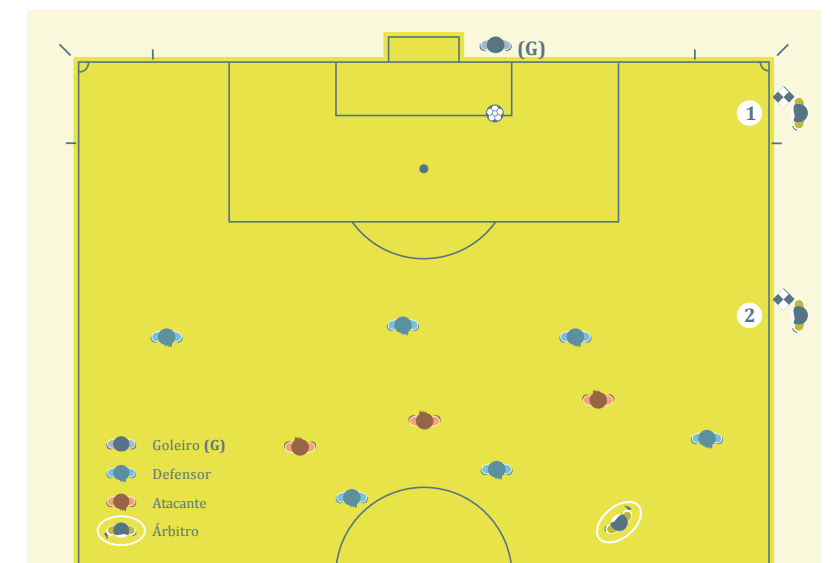 (G)
1
2
Goleiro (G)
Defensor
Atacante
Árbitro